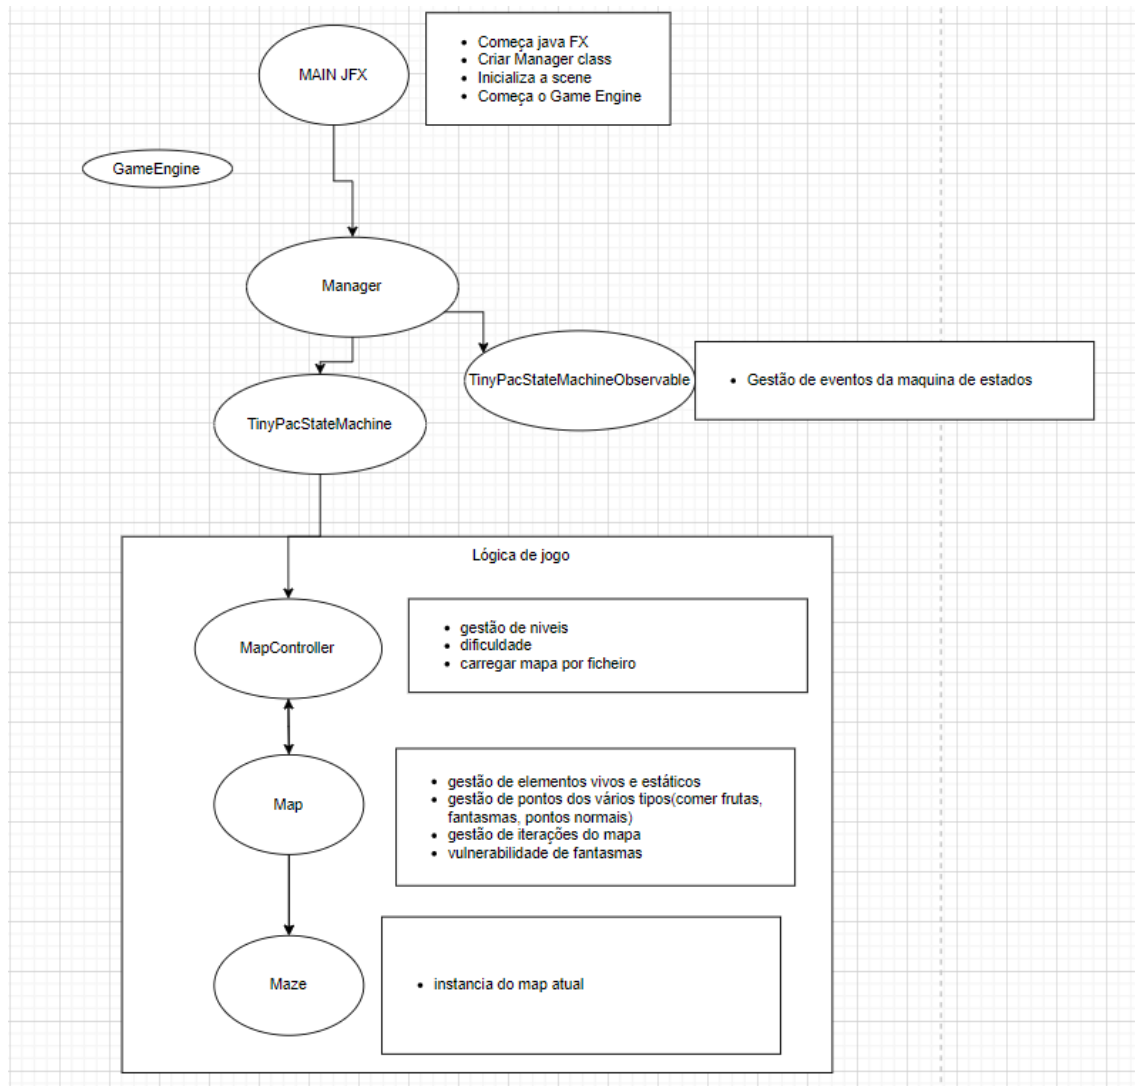 MAIN JFX
• Começa java FX
• Criar Manager class
• Inicializa a scene
• Começa o Game Engine
GameEngine
Manager
TinyPacStateMachineObservable
• Gestão de eventos da maquina de estados
TinyPacStateMachine
Lógica de jogo
MapController
• gestão de niveis
• dificuldade
• carregar mapa por ficheiro
Map
• gestão de elementos vivos e estáticos
• gestão de pontos dos vários tipos(comer frutas,
fantasmas, pontos normais)
• gestão de iterações do mapa
• vulnerabilidade de fantasmas
Maze
• instancia do map atual